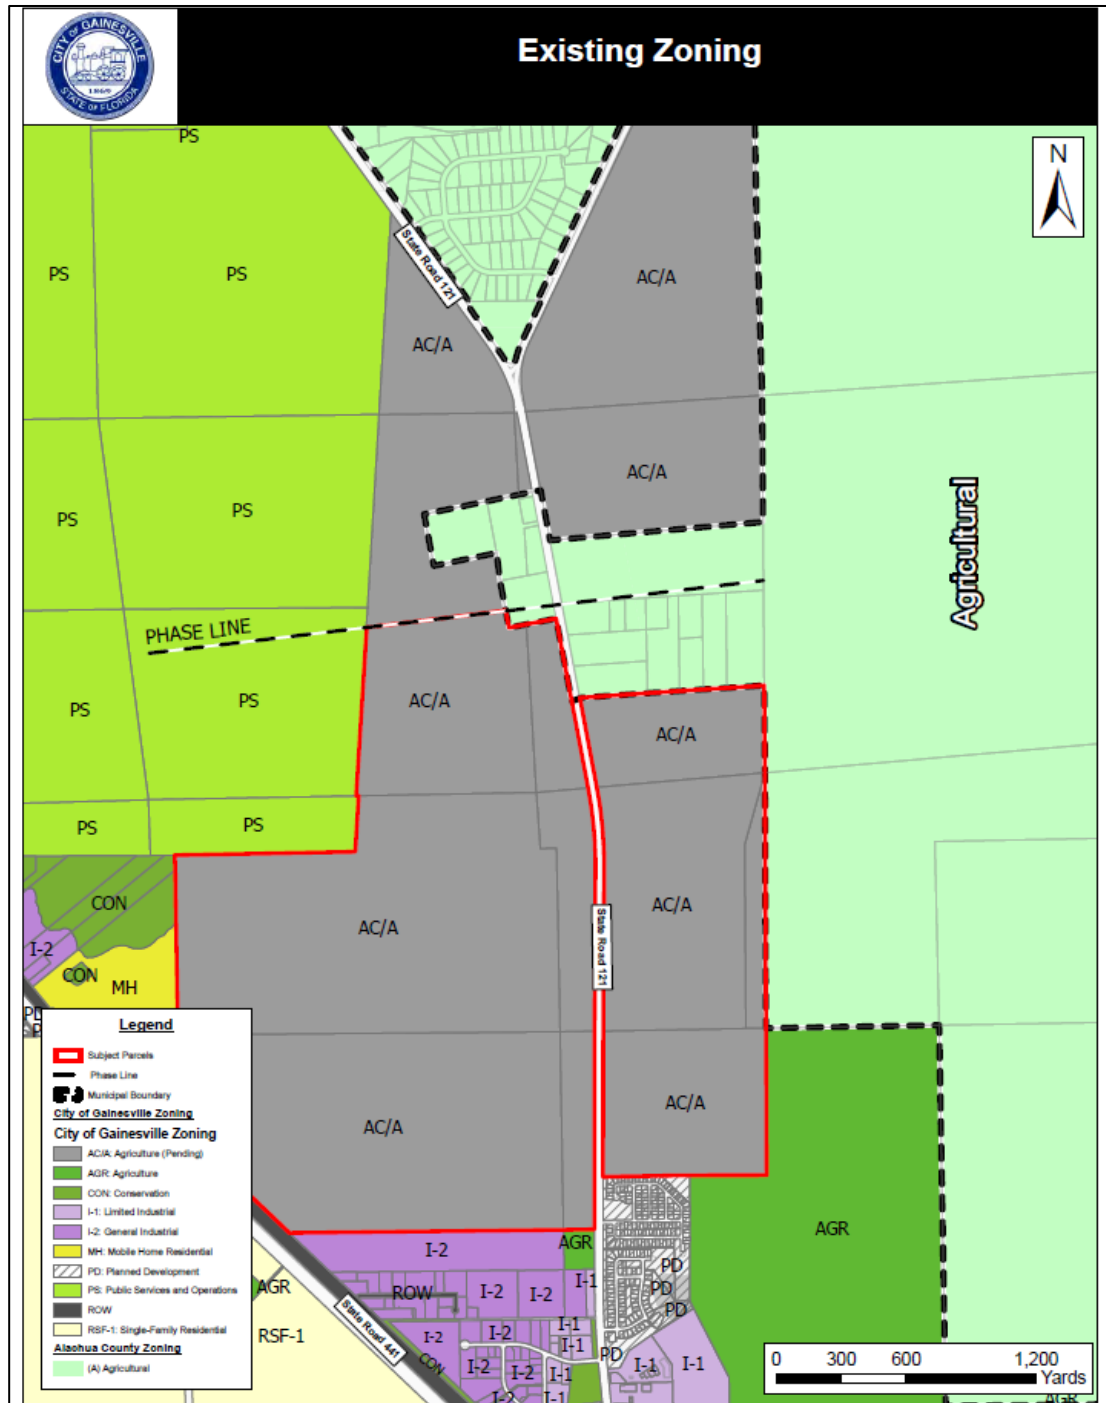 CITY OF GAINESVILLE
STATE OF FLORIDA
1869
Existing Zoning
N
PS
State Road 121
PS
PS
AC/A
AC/A
AC/A
PS
PS
Agricultural
PHASE LINE
PS
PS
AC/A
AC/A
PS
PS
CON
I-2
CON
MH
AC/A
AC/A
State Road 121
PD
AC/A
AC/A
AGR
I-2
AGR
PD
AGR
ROW
I-2
I-2
I-1
PD
PD
RSF-1
State Road 441
I-2
I-2
I-1
I-1
PD
CON
I-2
I-2
I-1
I-1
I-1
I-2
I-1
AGR
Legend
Subject Parcels
Phase Line
Municipal Boundary
City of Gainesville Zoning
City of Gainesville Zoning
AC/A: Agriculture (Pending)
AGR: Agriculture
CON: Conservation
I-1: Limited Industrial
I-2: General Industrial
MH: Mobile Home Residential
PD: Planned Development
PS: Public Services and Operations
ROW
RSF-1: Single-Family Residential
Alachua County Zoning
(A) Agricultural
0 300 600 1,200
Yards